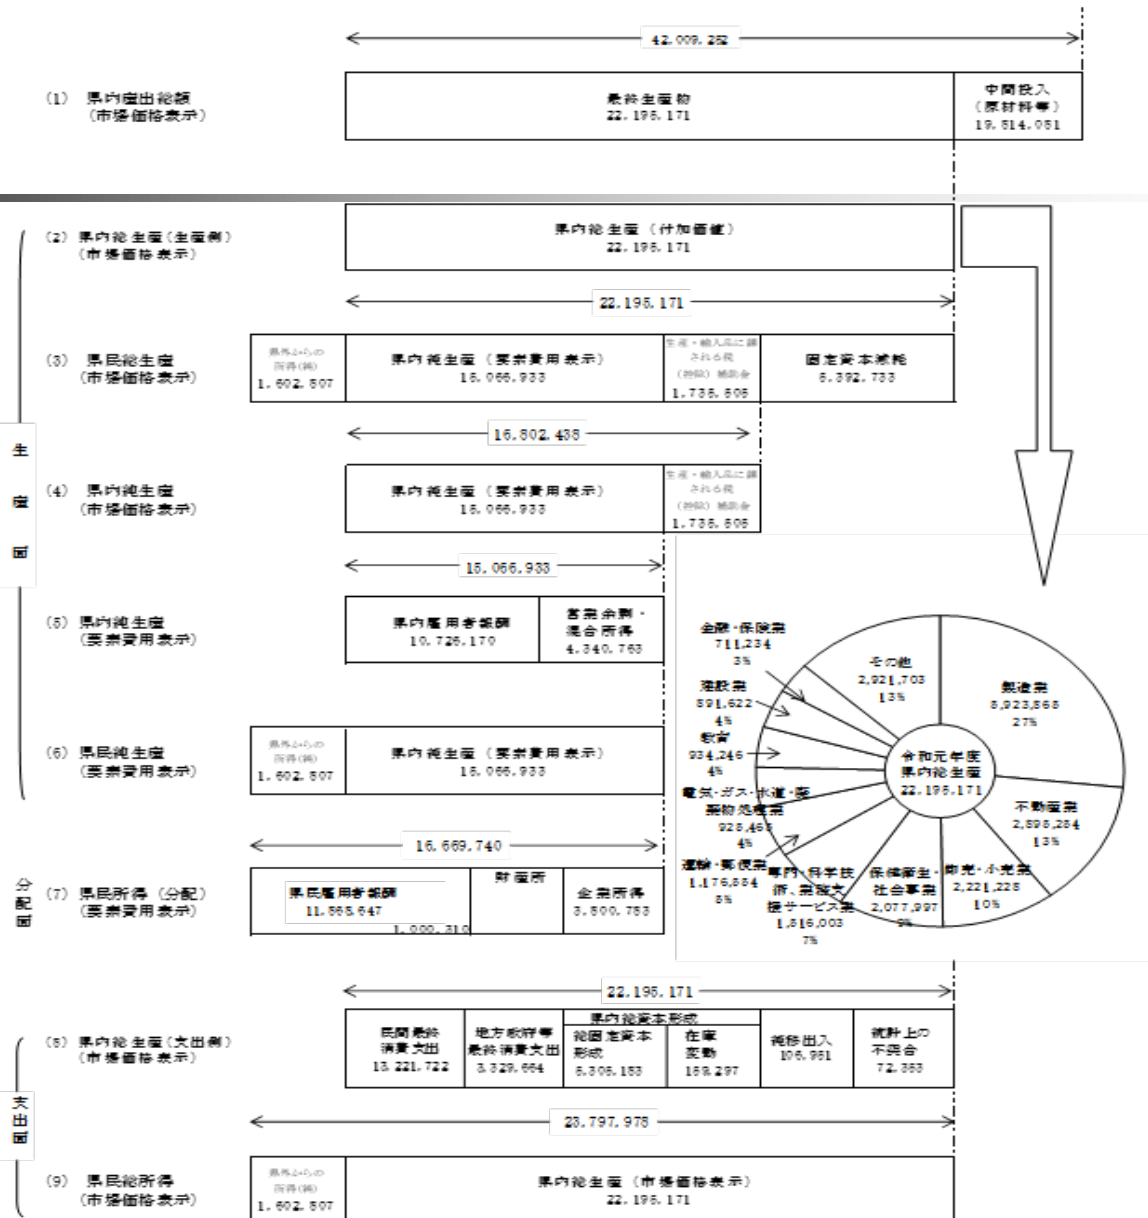 42,009,252
(1) 県内産出総額
(市場価格表示)
最終生産物
22,195,171
中間投入
(原材料等)
19,814,081
(2) 県内総生産(生産側)
(市場価格表示)
県内総生産 (付加価値)
22,195,171
22,195,171
(3) 県民総生産
(市場価格表示)
県外からの
所得(純)
1,602,807
県内純生産 (要素費用表示)
15,066,933
生産・輸入品に課
される税
(控除) 補助金
1,735,505
固定資本減耗
5,392,733
16,802,438
生産面
(4) 県内純生産
(市場価格表示)
県内純生産 (要素費用表示)
15,066,933
生産・輸入品に課
される税
(控除) 補助金
1,735,505
15,066,933
(5) 県内純生産
(要素費用表示)
県内雇用者報酬
10,726,170
営業余剰・
混合所得
4,340,763
(6) 県民純生産
(要素費用表示)
県外からの
所得(純)
1,602,807
県内純生産 (要素費用表示)
15,066,933
令和元年度
県内総生産
22,195,171
製造業
5,923,865
27%
不動産業
2,895,254
13%
卸売・小売業
2,221,228
10%
保健衛生・
社会事業
2,077,997
9%
専門・科学技
術、業務支
援サービス業
1,516,003
7%
運輸・郵便業
1,176,554
5%
電気・ガス・水道・廃
棄物処理業
925,465
4%
教育
934,246
4%
建設業
891,622
4%
金融・保険業
711,234
3%
その他
2,921,703
13%
16,669,740
分配面
(7) 県民所得 (分配)
(要素費用表示)
県民雇用者報酬
11,868,647
財産所
1,000,310
企業所得
3,800,783
22,195,171
(8) 県内総生産(支出側)
(市場価格表示)
民間最終
消費支出
13,221,722
地方政府等
最終消費支出
3,329,664
県内総資本形成
総固定資本
形成
5,305,153
在庫
変動
159,297
純移出入
106,981
統計上の
不突合
72,353
23,797,978
支出面
(9) 県民総所得
(市場価格表示)
県外からの
所得(純)
1,602,807
県内総生産 (市場価格表示)
22,195,171